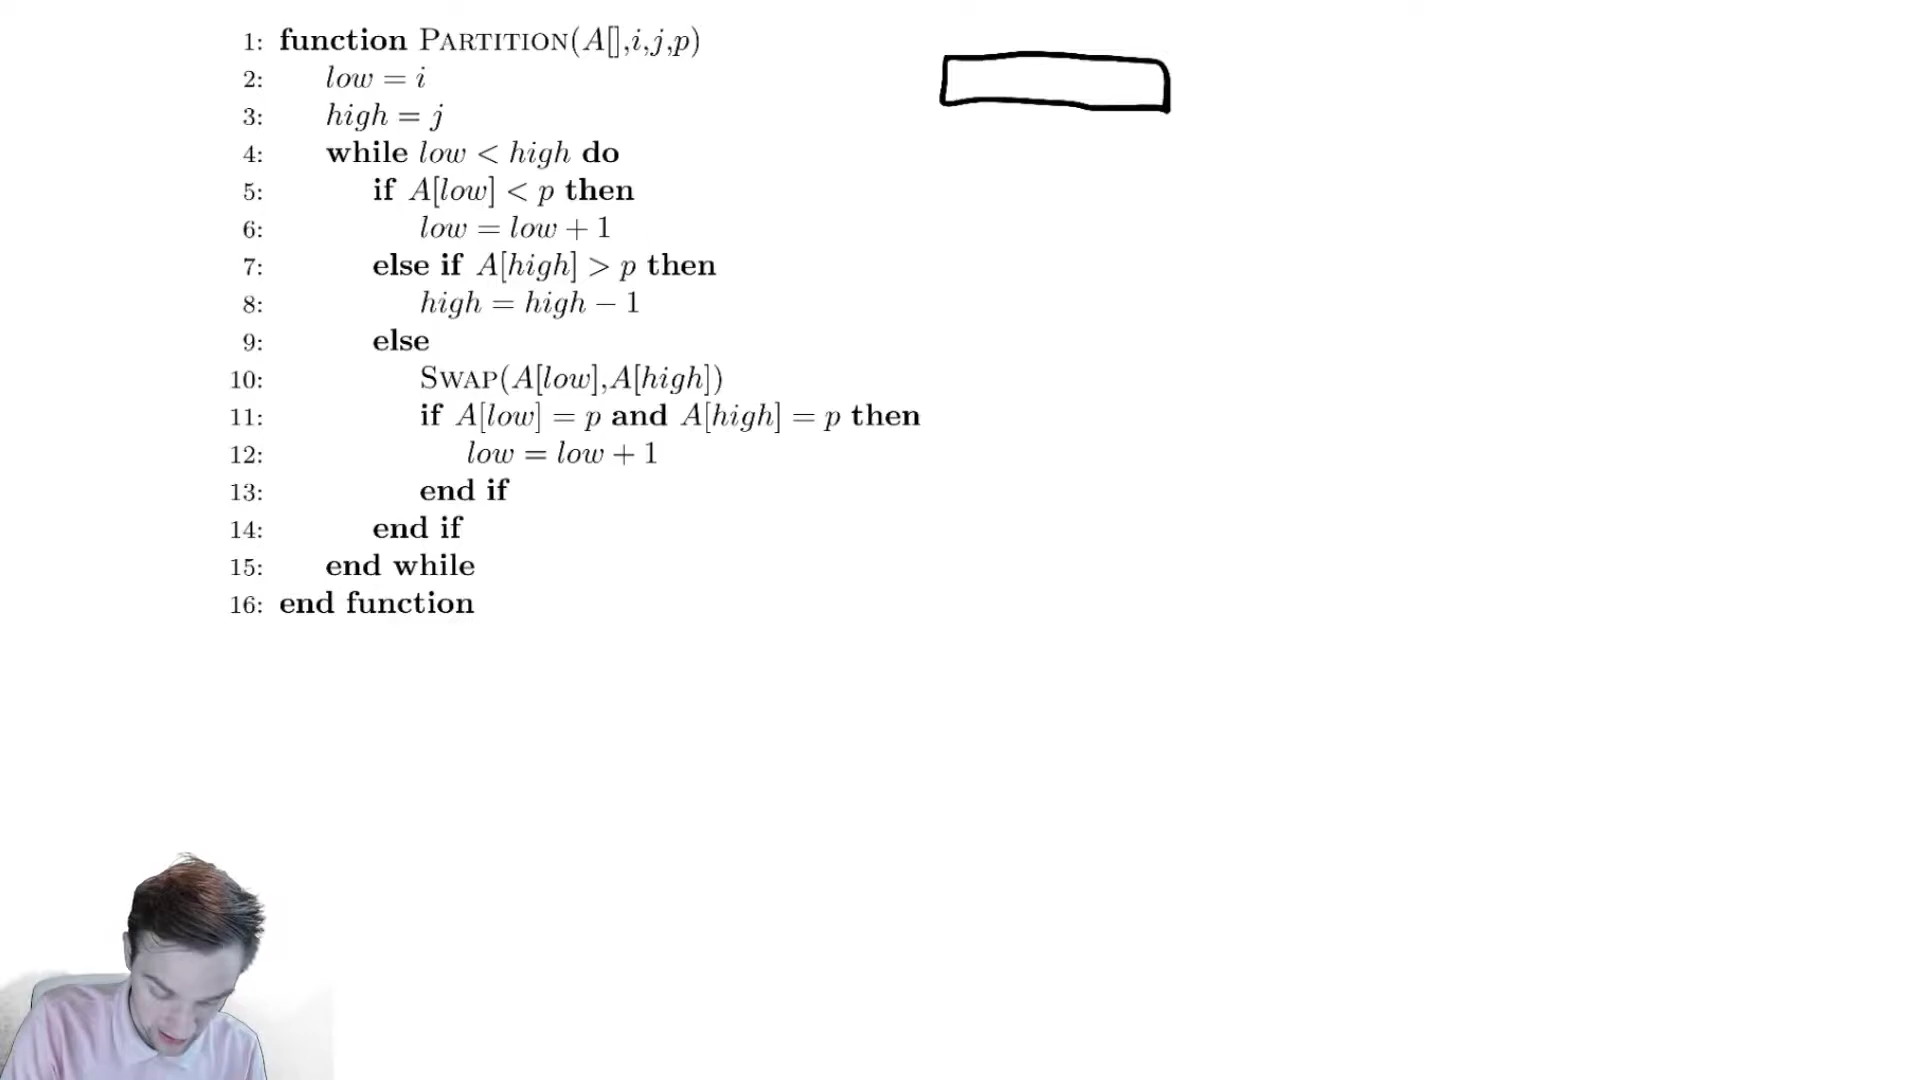 1: function PARTITION(A[],i,j,p)
2: low = i
3: high = j
4: while low < high do
5: if A[low] < p then
6: low = low + 1
7: else if A[high] > p then
8: high = high − 1
9: else
10: SWAP(A[low],A[high])
11: if A[low] = p and A[high] = p then
12: low = low + 1
13: end if
14: end if
15: end while
16: end function